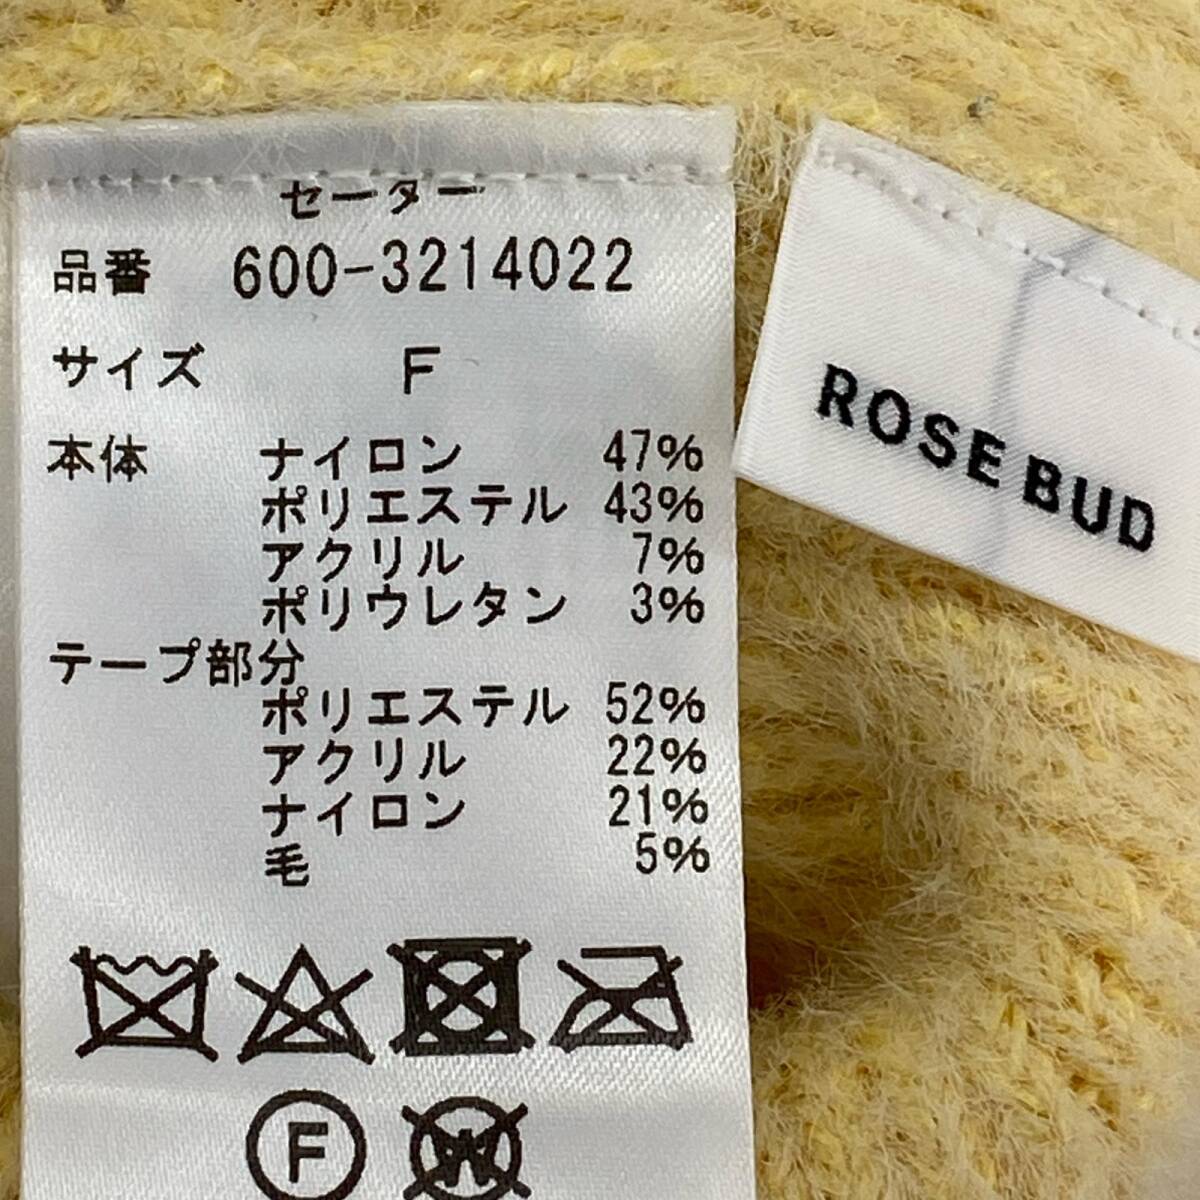 セーター
品番 600-3214022
サイズ F
本体 ナイロン 47%
ポリエステル 43%
アクリル 7%
ポリウレタン 3%
テープ部分
ポリエステル 52%
アクリル 22%
ナイロン 21%
毛 5%
F
W
ROSE BUD